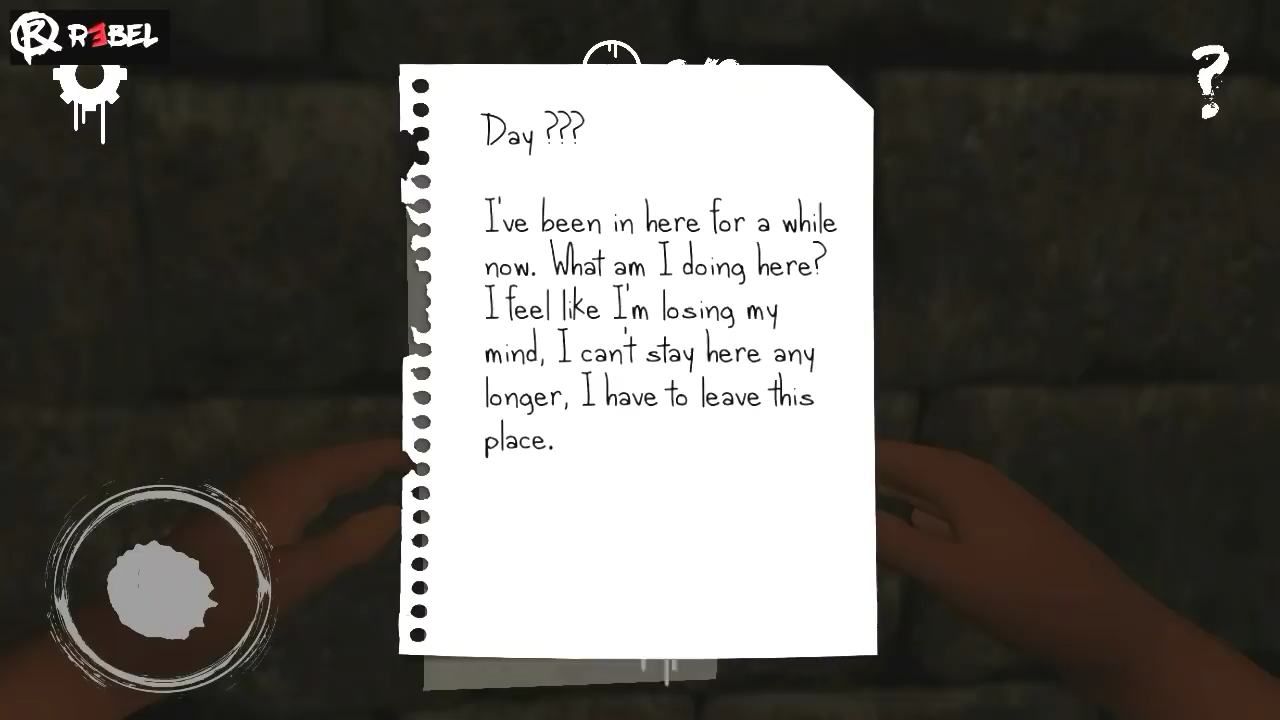 R3BEL
?
Day ???
I've been in here for a while
now. What am I doing here?
I feel like I'm losing my
mind, I can't stay here any
longer, I have to leave this
place.